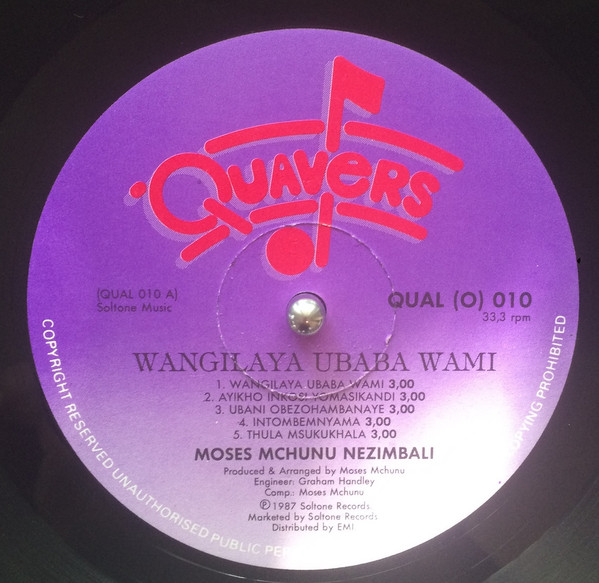 QUAVERS
(QUAL 010 A)
Soltone Music
QUAL (O) 010
33,3 rpm
WANGILAYA UBABA WAMI
1. WANGILAYA UBABA WAMI 3,00
2. AYIKHO INKOSI YOMASIKANDI 3,00
3. UBANI OBEZOHAMBANAYE 3,00
4. INTOMBEMNYAMA 3,00
5. THULA MSUKUKHALA 3,00
MOSES MCHUNU NEZIMBALI
Produced & Arranged by Moses Mchunu
Engineer: Graham Handley
Comp.: Moses Mchunu
℗1987 Soltone Records
Marketed by Soltone Records
Distributed by EMI
COPYRIGHT RESERVED UNAUTHORISED PUBLIC
PROHIBITED